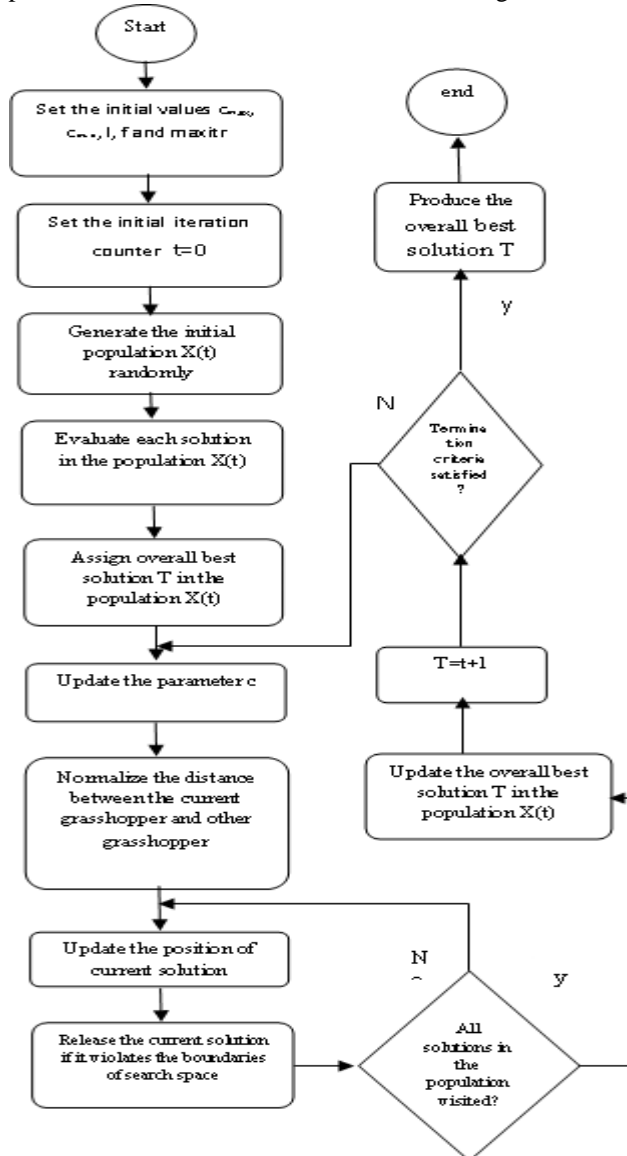 Start
Set the initial values cmax,
cmin, l, f and maxitr
Set the initial iteration
counter t=0
Generate the initial
population X(t)
randomly
Evaluate each solution
in the population X(t)
Assign overall best
solution T in the
population X(t)
Update the parameter c
Normalize the distance
between the current
grasshopper and other
grasshopper
Update the position of
current solution
Release the current solution
if it violates the boundaries
of search space
All
solutions in
the
population
visited?
N
y
Update the overall best
solution T in the
population X(t)
T=t+1
Termina
tion
criteria
satisfied
?
N
y
Produce the
overall best
solution T
end